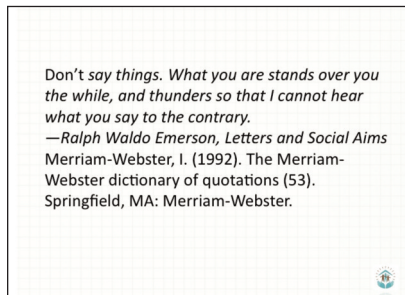 Don't say things. What you are stands over you
the while, and thunders so that I cannot hear
what you say to the contrary.
—Ralph Waldo Emerson, Letters and Social Aims
Merriam-Webster, I. (1992). The Merriam-
Webster dictionary of quotations (53).
Springfield, MA: Merriam-Webster.